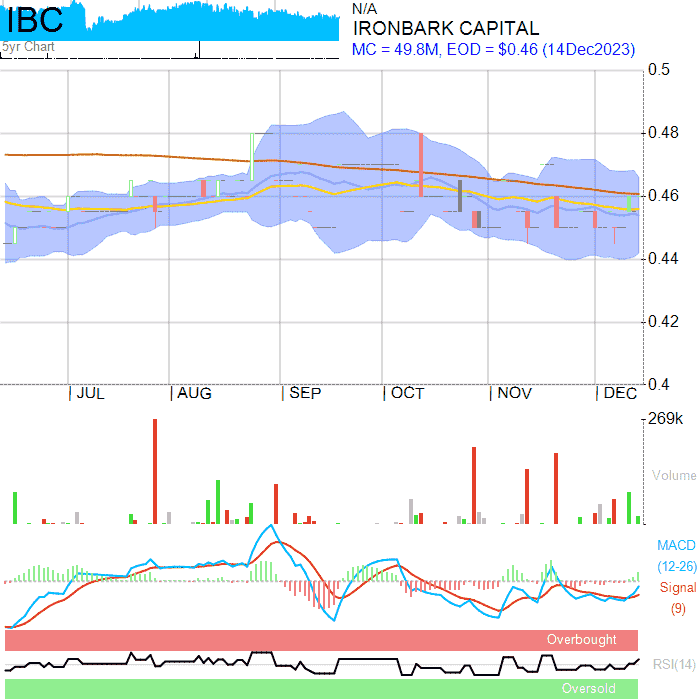 IBC
5yr Chart
N/A
IRONBARK CAPITAL
MC = 49.8M, EOD = $0.46 (14Dec2023)
0.5
0.48
0.46
0.44
0.42
0.4
JUL AUG SEP OCT NOV DEC
269k
Volume
MACD
(12-26)
Signal
(9)
Overbought
RSI(14)
Oversold